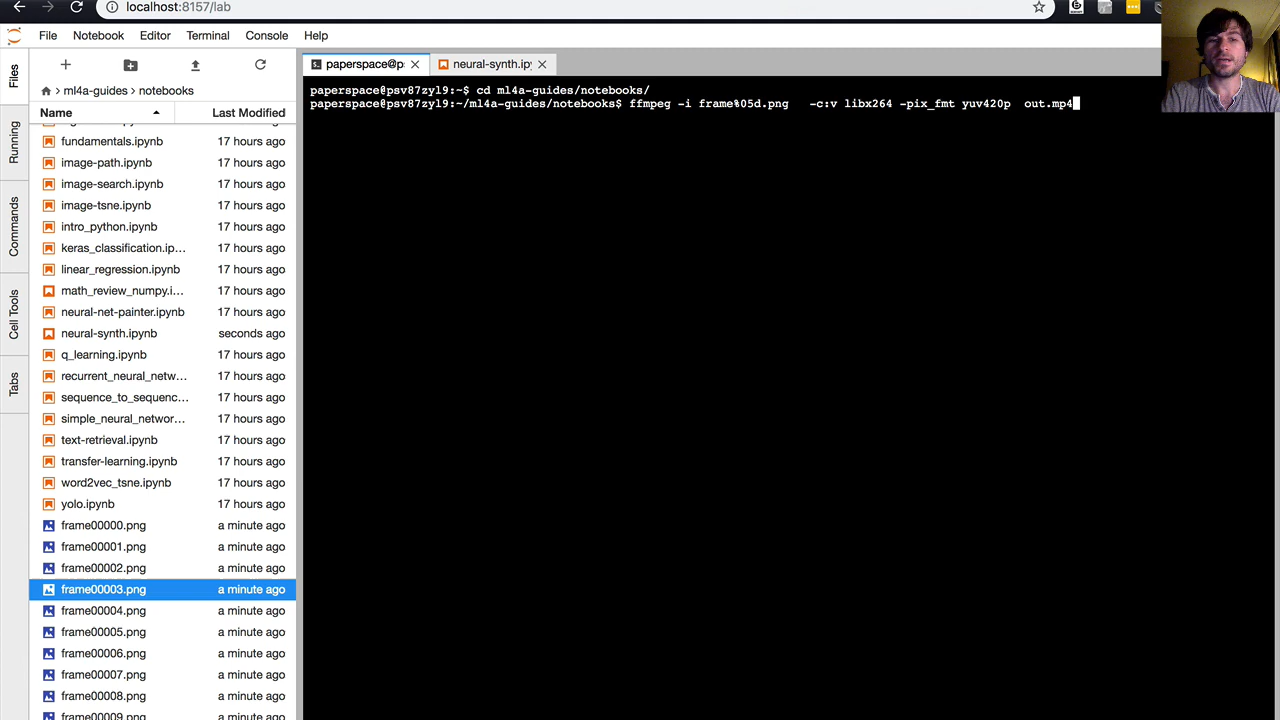 localhost:8157/lab
File Notebook Editor Terminal Console Help
paperspace@p: neural-synth.ipy
ml4a-guides notebooks
Name Last Modified
Files
Running
Commands
Cell Tools
Tabs
fundamentals.ipynb 17 hours ago
image-path.ipynb 17 hours ago
image-search.ipynb 17 hours ago
image-tsne.ipynb 17 hours ago
intro_python.ipynb 17 hours ago
keras_classification.ip... 17 hours ago
linear_regression.ipynb 17 hours ago
math_review_numpy.i... 17 hours ago
neural-net-painter.ipynb 17 hours ago
neural-synth.ipynb seconds ago
q_learning.ipynb 17 hours ago
recurrent_neural_netw... 17 hours ago
sequence_to_sequenc... 17 hours ago
simple_neural_networ... 17 hours ago
text-retrieval.ipynb 17 hours ago
transfer-learning.ipynb 17 hours ago
word2vec_tsne.ipynb 17 hours ago
yolo.ipynb 17 hours ago
frame00000.png a minute ago
frame00001.png a minute ago
frame00002.png a minute ago
frame00003.png a minute ago
frame00004.png a minute ago
frame00005.png a minute ago
frame00006.png a minute ago
frame00007.png a minute ago
frame00008.png a minute ago
frame00009.png a minute ago
paperspace@psv87zyl9:~$ cd ml4a-guides/notebooks/
paperspace@psv87zyl9:~/ml4a-guides/notebooks$ ffmpeg -i frame%05d.png -c:v libx264 -pix_fmt yuv420p out.mp4